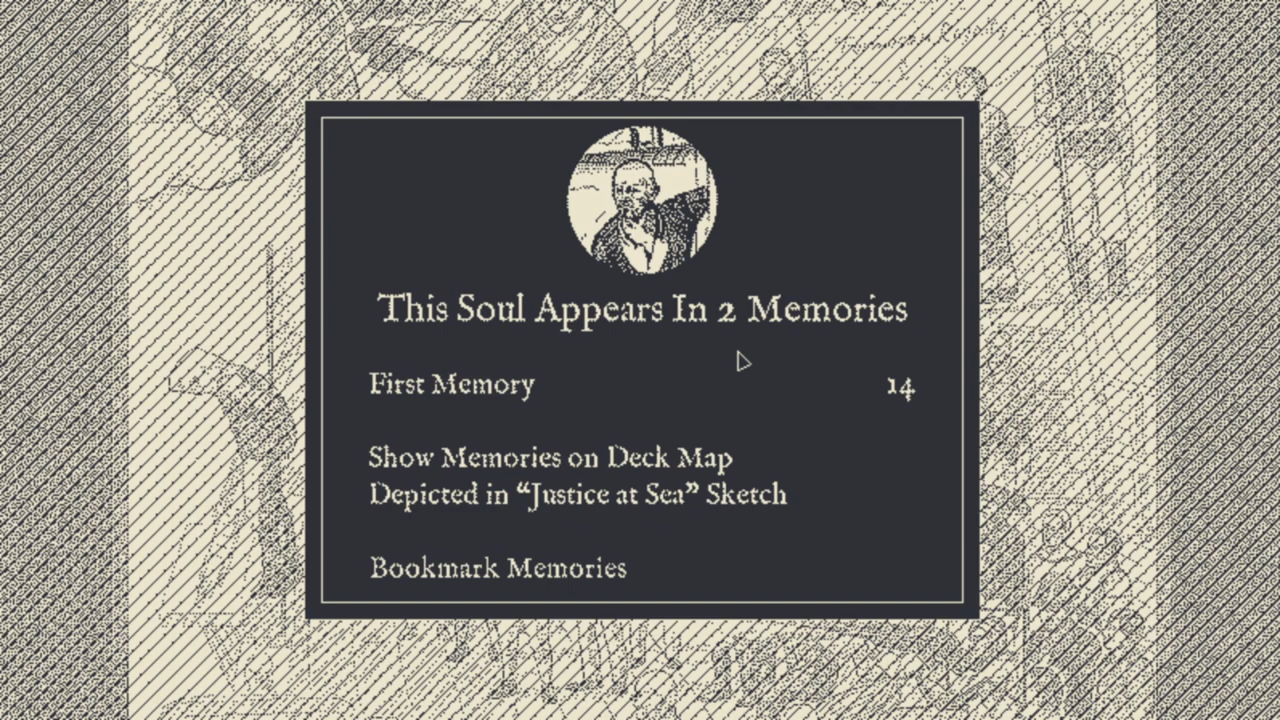 This Soul Appears In 2 Memories
First Memory 14
Show Memories on Deck Map
Depicted in “Justice at Sea” Sketch
Bookmark Memories